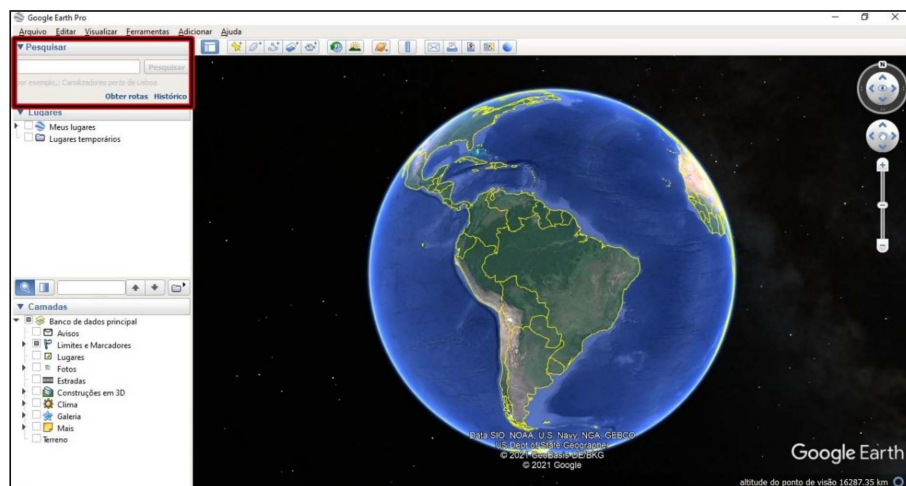 Google Earth Pro
Arquivo Editar Visualizar Ferramentas Adicionar Ajuda
Pesquisar
Pesquisar
por exemplo,: Canalizadores perto de Lisboa
Obter rotas Histórico
Lugares
Meus lugares
Lugares temporários
Camadas
Banco de dados principal
Avisos
Limites e Marcadores
Lugares
Fotos
Estradas
Construções em 3D
Clima
Galeria
Mais
Terreno
N
Data SIO, NOAA, U.S. Navy, NGA, GEBCO
US Dept of State Geographer
© 2021 GeoBasis-DE/BKG
© 2021 Google
Google Earth
altitude do ponto de visão 16287.35 km